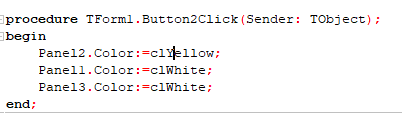 procedure TForm1.Button2Click(Sender: TObject);
begin
Panel2.Color:=clYellow;
Panel1.Color:=clWhite;
Panel3.Color:=clWhite;
end;